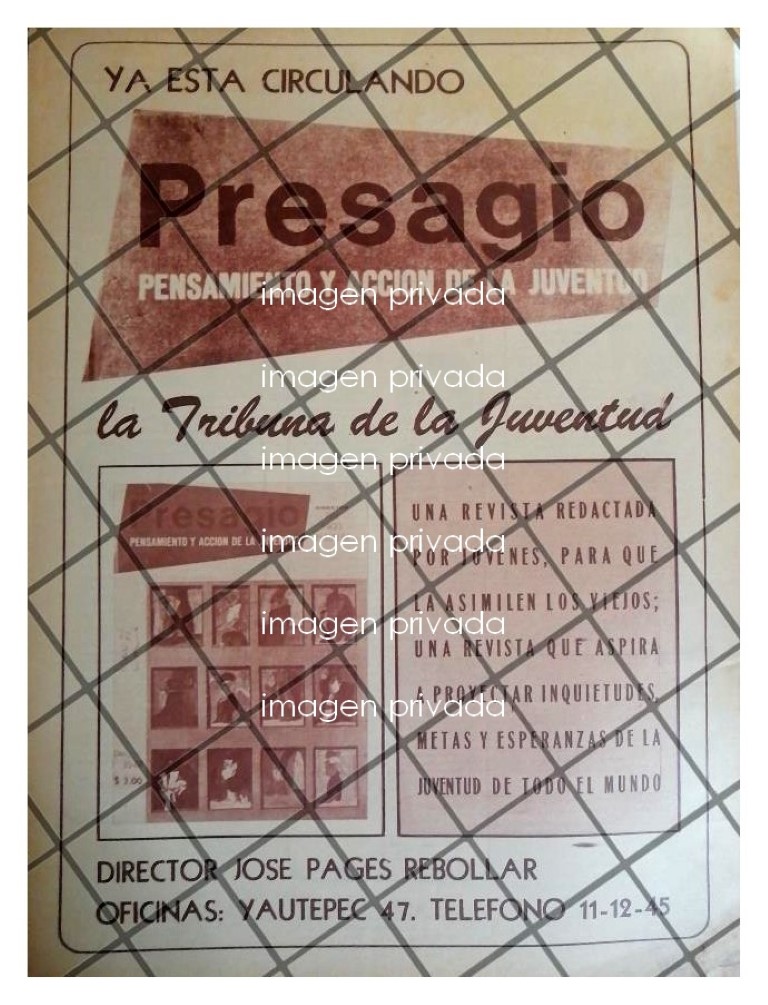 YA ESTA CIRCULANDO
Presagio
PENSAMIENTO Y ACCION DE LA JUVENTUD
imagen privada
imagen privada
la Tribuna de la Juventud
imagen privada
Presagio
PENSAMIENTO Y ACCION DE LA
imagen privada
imagen privada
imagen privada
$ 3.00
UNA REVISTA REDACTADA
POR JOVENES, PARA QUE
LA ASIMILEN LOS VIEJOS;
UNA REVISTA QUE ASPIRA
A PROYECTAR INQUIETUDES,
METAS Y ESPERANZAS DE LA
JUVENTUD DE TODO EL MUNDO
DIRECTOR JOSE PAGES REBOLLAR
OFICINAS: YAUTEPEC 47. TELEFONO 11-12-45